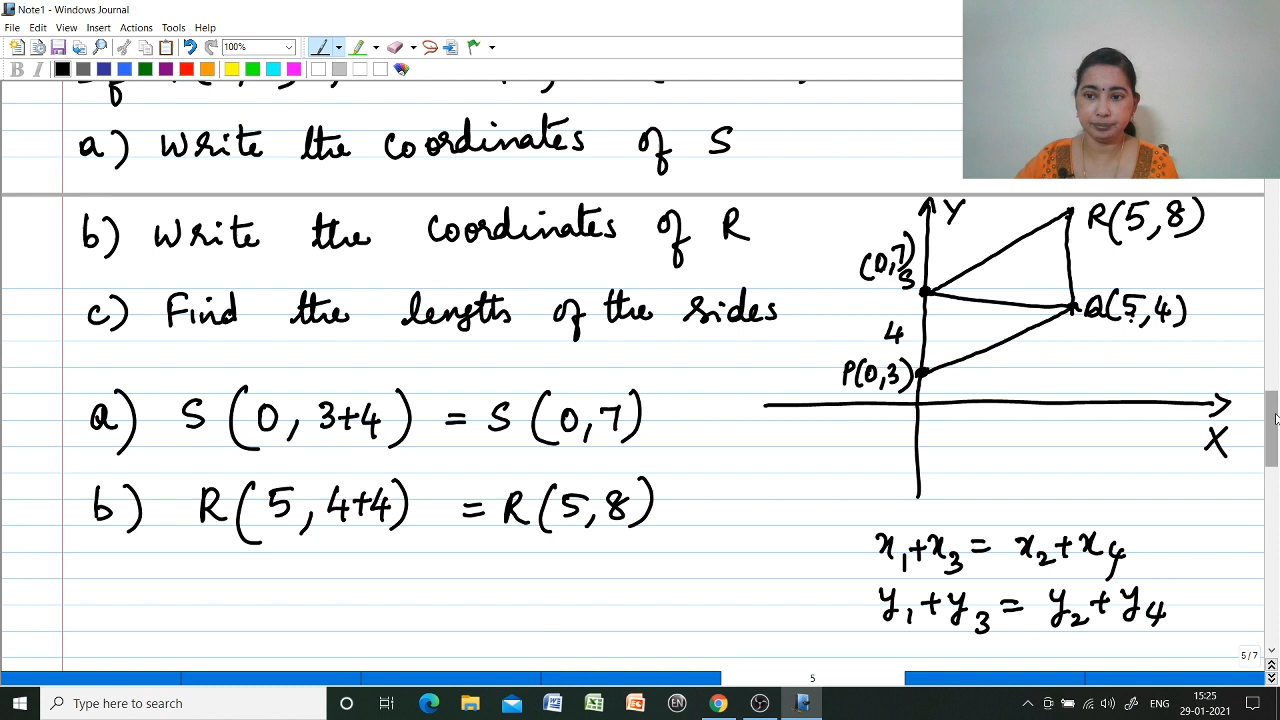 Note1 - Windows Journal
File Edit View Insert Actions Tools Help
100%
B I
a) Write the coordinates of S
b) Write the coordinates of R
c) Find the lengths of the sides
a) S (0, 3+4) = S (0,7)
b) R (5, 4+4) = R (5,8)
Y
R(5,8)
(0,7)
S
Q(5,4)
4
P(0,3)
X
x1+x3 = x2+x4
y1+y3 = y2+y4
5/7
5
Type here to search
EN
ENG
15:25
29-01-2021